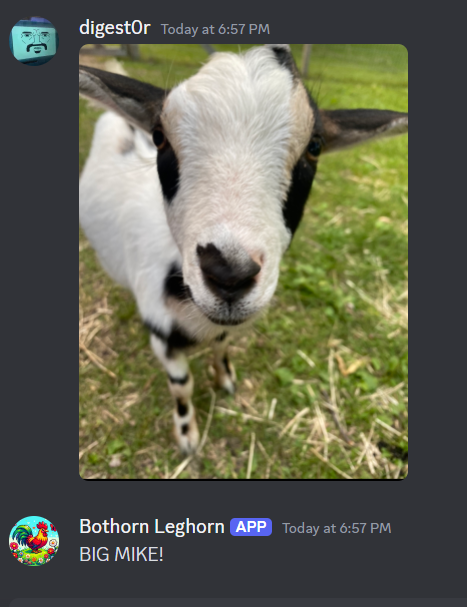 digest0r Today at 6:57 PM
Bothorn Leghorn APP Today at 6:57 PM
BIG MIKE!